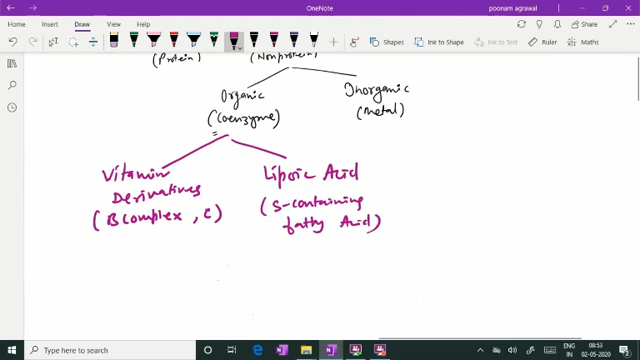 OneNote
poonam agrawal
Home Insert Draw View Help
Shapes Ink to Shape Ink to Text Ruler Maths
(Protein) (Nonprotein)
Organic Inorganic
(Coenzyme) (Metal)
Vitamin Lipoic Acid
Derivatives (S-containing
(B complex, C) fatty Acid)
Type here to search
ENG 08:53
IN 02-05-2020
2